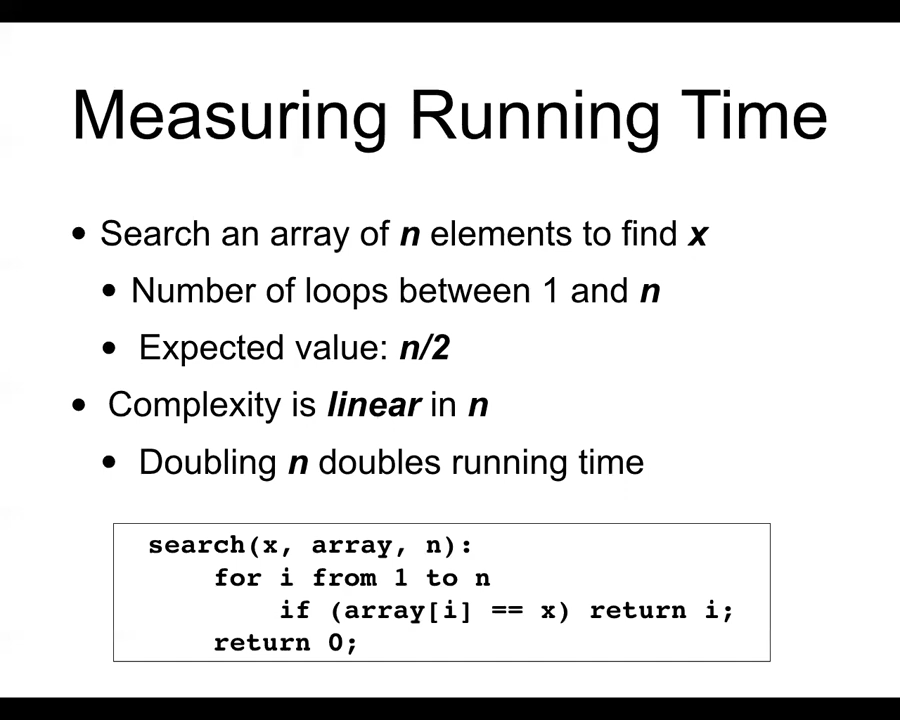 Measuring Running Time
• Search an array of n elements to find x
• Number of loops between 1 and n
• Expected value: n/2
• Complexity is linear in n
• Doubling n doubles running time
search(x, array, n):
    for i from 1 to n
        if (array[i] == x) return i;
    return 0;